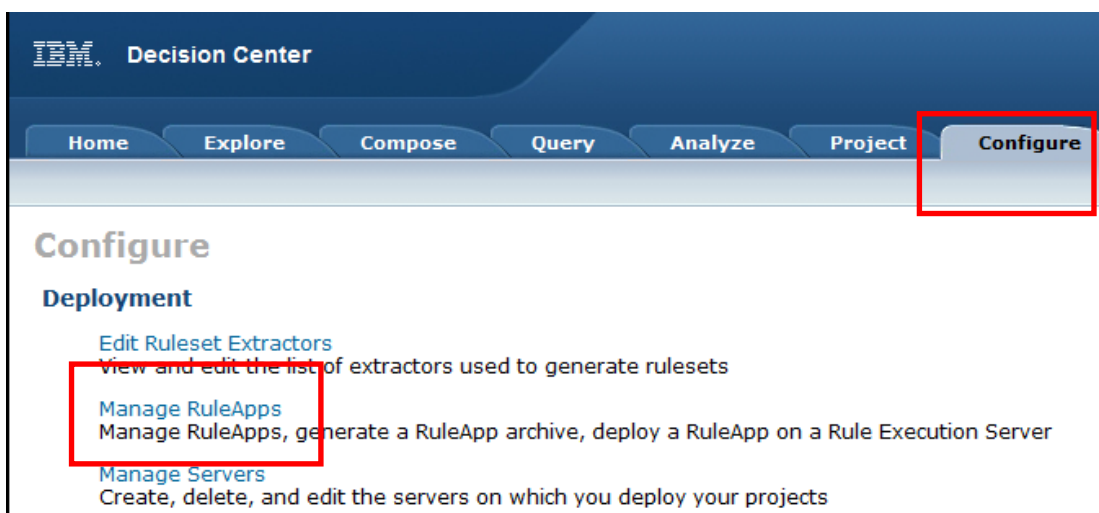 IBM. Decision Center
Home Explore Compose Query Analyze Project Configure
Configure
Deployment
Edit Ruleset Extractors
View and edit the list of extractors used to generate rulesets
Manage RuleApps
Manage RuleApps, generate a RuleApp archive, deploy a RuleApp on a Rule Execution Server
Manage Servers
Create, delete, and edit the servers on which you deploy your projects